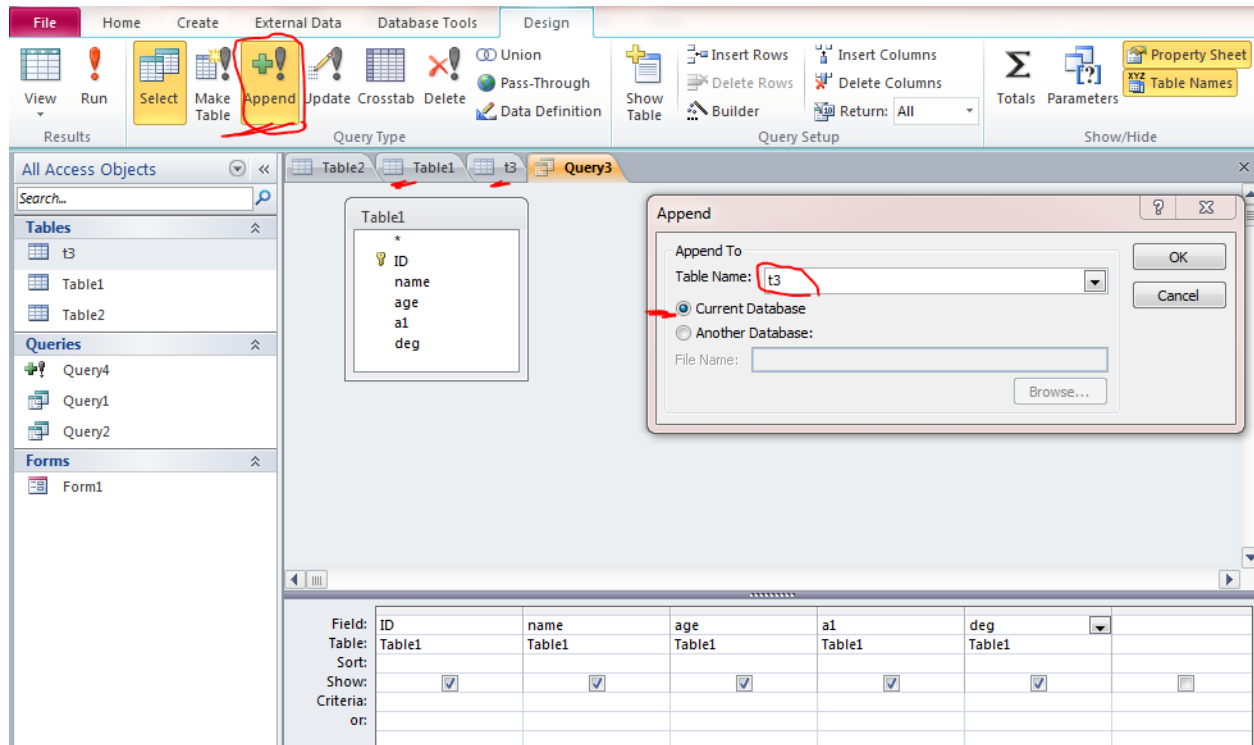 File Home Create External Data Database Tools Design
View Run Select Make Table Append Update Crosstab Delete
Union
Pass-Through
Data Definition
Show Table
Insert Rows
Delete Rows
Builder
Insert Columns
Delete Columns
Return: All
Totals Parameters
Property Sheet
Table Names
Results Query Type Query Setup Show/Hide
All Access Objects
Search...
Tables
t3
Table1
Table2
Queries
Query4
Query1
Query2
Forms
Form1
Table2 Table1 t3 Query3
Table1
*
ID
name
age
a1
deg
Append
Append To
Table Name: t3
Current Database
Another Database:
File Name:
Browse...
OK
Cancel
Field: ID name age a1 deg
Table: Table1 Table1 Table1 Table1 Table1
Sort:
Show:
Criteria:
or: